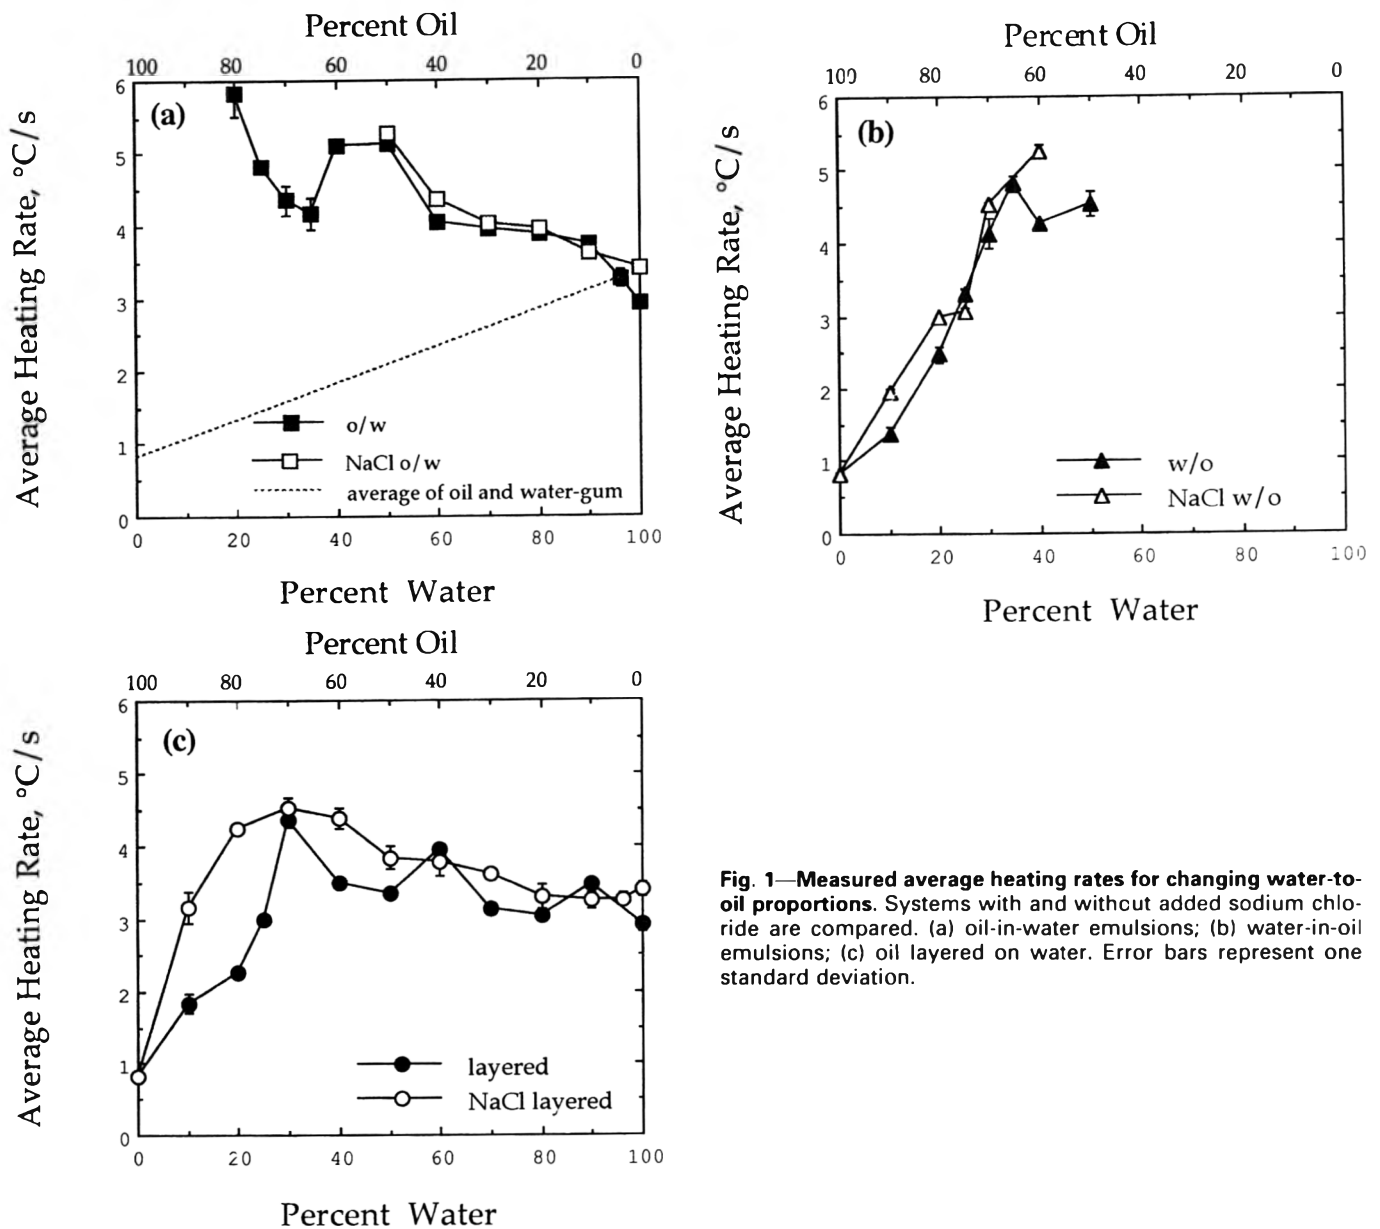 Percent Oil
100 80 60 40 20 0
(a)
Average Heating Rate, °C/s
6
5
4
3
2
1
0
o/w
NaCl o/w
average of oil and water-gum
0 20 40 60 80 100
Percent Water
Percent Oil
100 80 60 40 20 0
(b)
Average Heating Rate, °C/s
6
5
4
3
2
1
0
w/o
NaCl w/o
0 20 40 60 80 100
Percent Water
Percent Oil
100 80 60 40 20 0
(c)
Average Heating Rate, °C/s
6
5
4
3
2
1
0
layered
NaCl layered
0 20 40 60 80 100
Percent Water
Fig. 1—Measured average heating rates for changing water-to-
oil proportions. Systems with and without added sodium chlo-
ride are compared. (a) oil-in-water emulsions; (b) water-in-oil
emulsions; (c) oil layered on water. Error bars represent one
standard deviation.